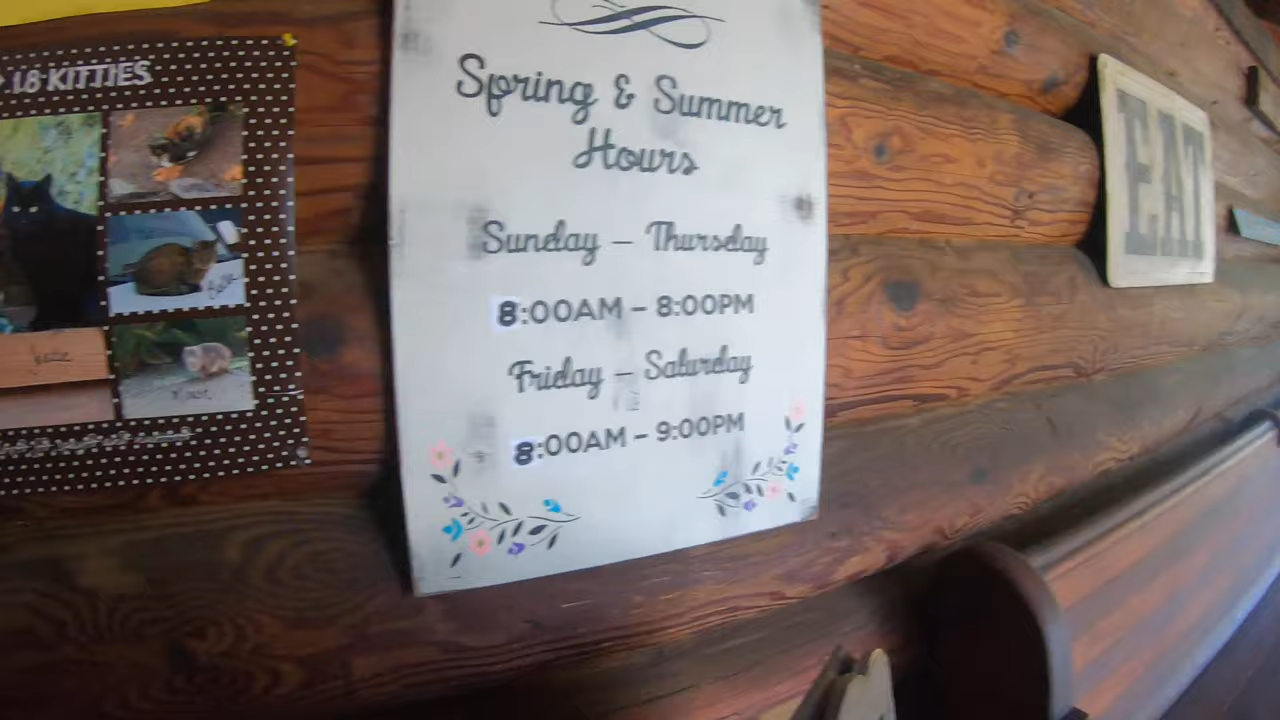 18 KITTIES
Spring & Summer
Hours
Sunday – Thursday
8:00AM – 8:00PM
Friday – Saturday
8:00AM – 9:00PM
EAT